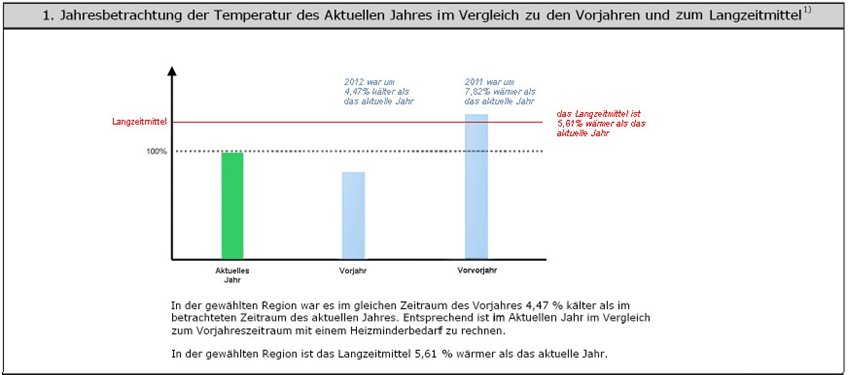 1. Jahresbetrachtung der Temperatur des Aktuellen Jahres im Vergleich zu den Vorjahren und zum Langzeitmittel1)
2012 war um
4,47% kälter als
das aktuelle Jahr
2011 war um
7,82% wärmer als
das aktuelle Jahr
Langzeitmittel
das Langzeitmittel ist
5,61% wärmer als das
aktuelle Jahr
100%
Aktuelles
Jahr
Vorjahr
Vorvorjahr
In der gewählten Region war es im gleichen Zeitraum des Vorjahres 4,47 % kälter als im
betrachteten Zeitraum des aktuellen Jahres. Entsprechend ist im Aktuellen Jahr im Vergleich
zum Vorjahreszeitraum mit einem Heizminderbedarf zu rechnen.
In der gewählten Region ist das Langzeitmittel 5,61 % wärmer als das aktuelle Jahr.